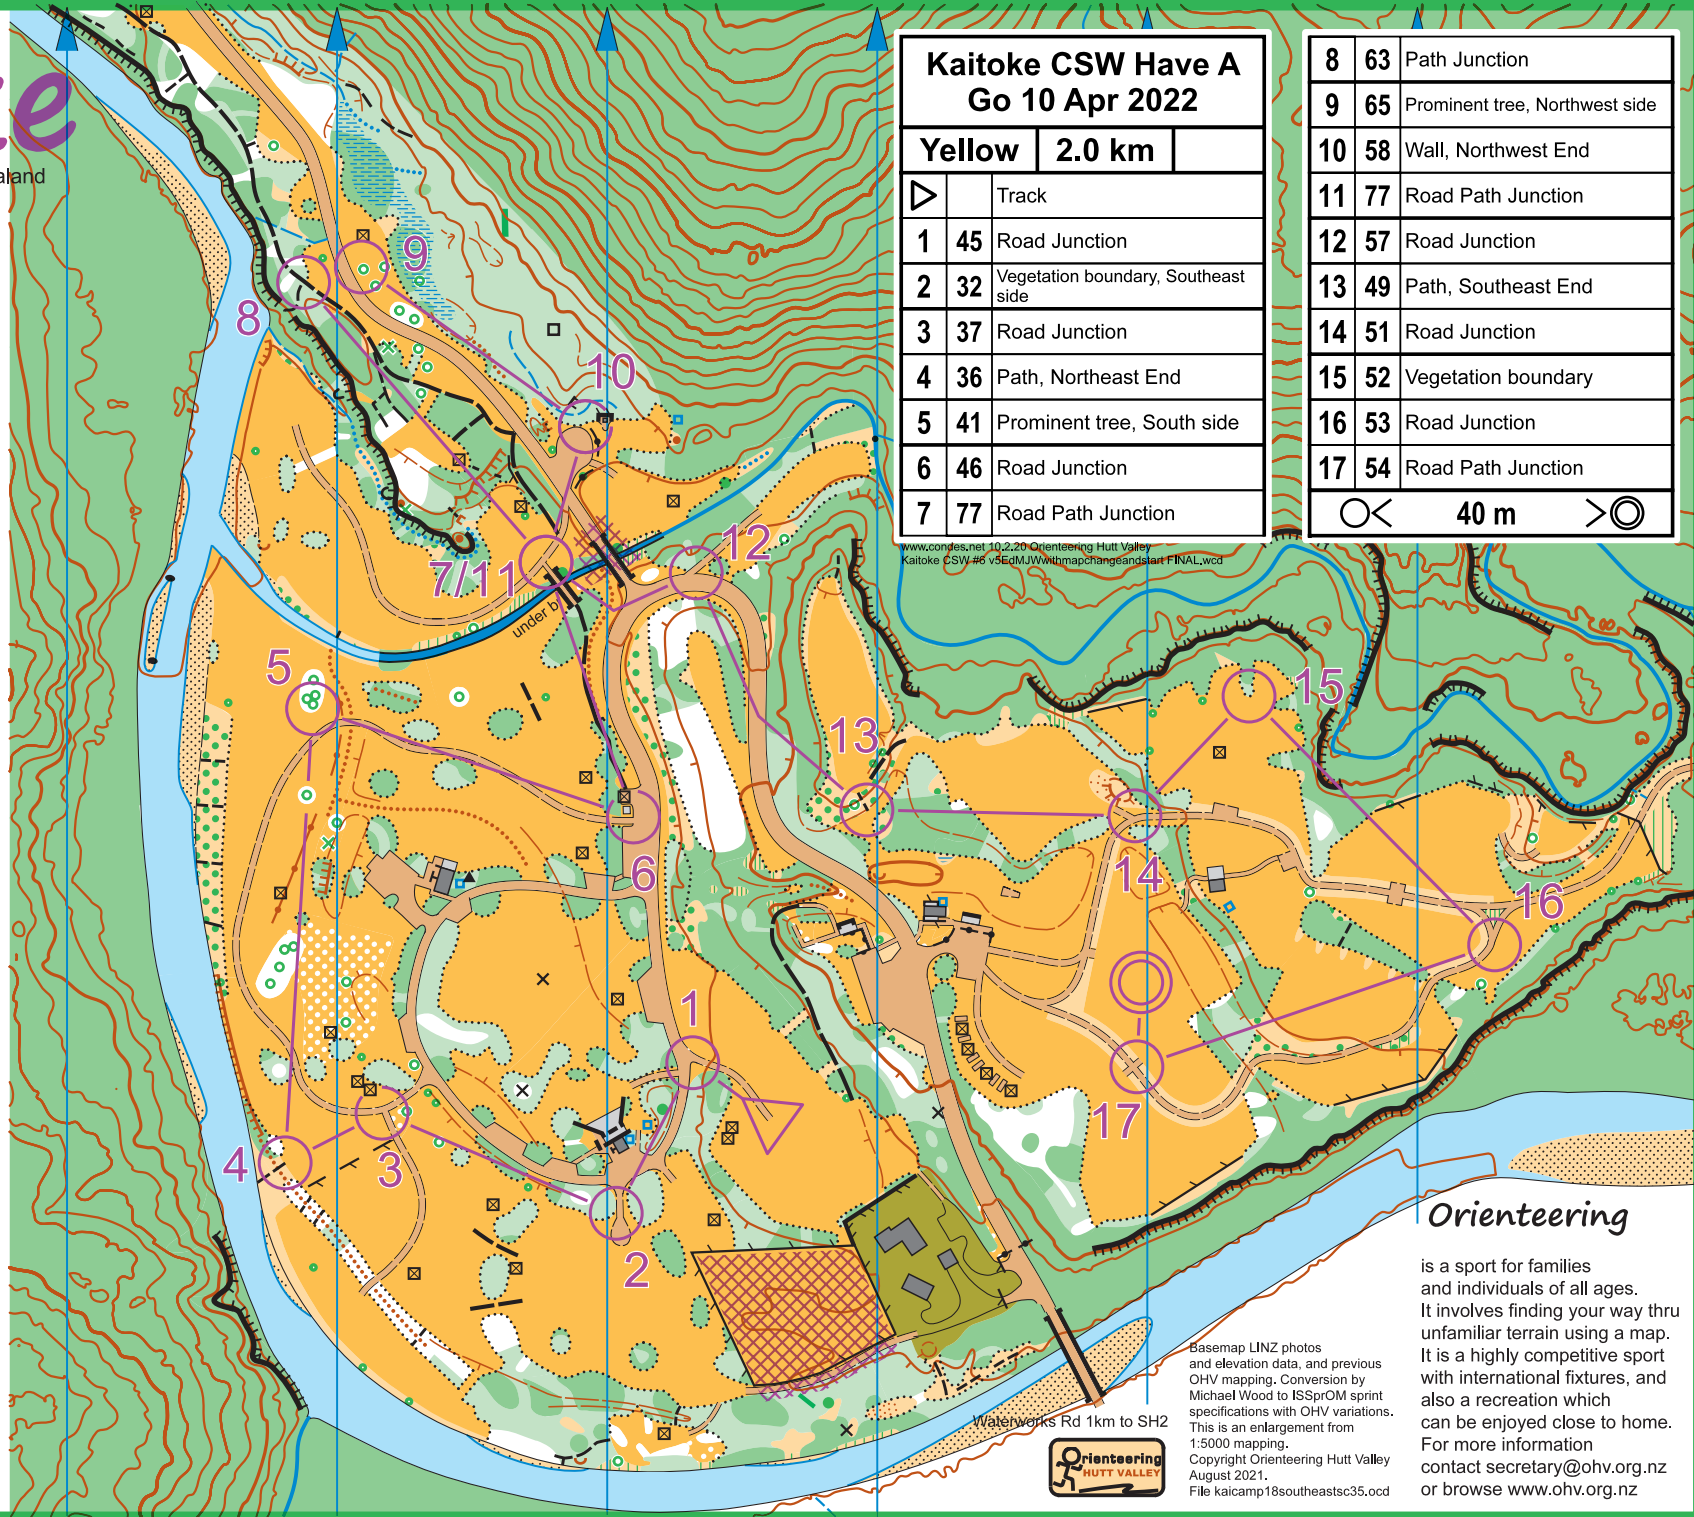 aland
Kaitoke CSW Have A
Go 10 Apr 2022
Yellow 2.0 km
Track
1 45 Road Junction
2 32 Vegetation boundary, Southeast
side
3 37 Road Junction
4 36 Path, Northeast End
5 41 Prominent tree, South side
6 46 Road Junction
7 77 Road Path Junction
www.condes.net 10.2.20 Orienteering Hutt Valley
Kaitoke CSW #6 v5EdMJWwithmapchangeandstart FINAL.wcd
8 63 Path Junction
9 65 Prominent tree, Northwest side
10 58 Wall, Northwest End
11 77 Road Path Junction
12 57 Road Junction
13 49 Path, Southeast End
14 51 Road Junction
15 52 Vegetation boundary
16 53 Road Junction
17 54 Road Path Junction
40 m
9
8
10
12
7/11
under b
5
15
13
6
14
16
1
17
4
3
2
Waterworks Rd 1km to SH2
Orienteering
HUTT VALLEY
Basemap LINZ photos
and elevation data, and previous
OHV mapping. Conversion by
Michael Wood to ISSprOM sprint
specifications with OHV variations.
This is an enlargement from
1:5000 mapping.
Copyright Orienteering Hutt Valley
August 2021.
File kaicamp18southeastsc35.ocd
Orienteering
is a sport for families
and individuals of all ages.
It involves finding your way thru
unfamiliar terrain using a map.
It is a highly competitive sport
with international fixtures, and
also a recreation which
can be enjoyed close to home.
For more information
contact secretary@ohv.org.nz
or browse www.ohv.org.nz